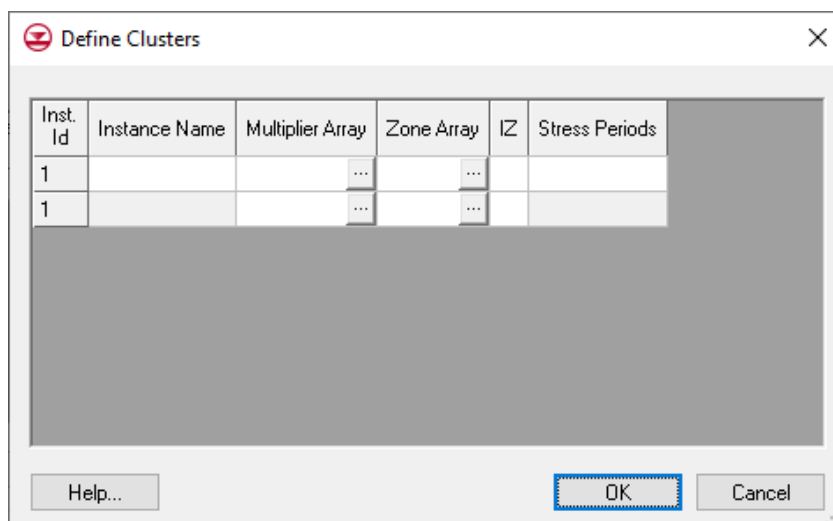 Define Clusters
Inst. Id Instance Name Multiplier Array Zone Array IZ Stress Periods
1 ... ...
1 ... ...
Help... OK Cancel